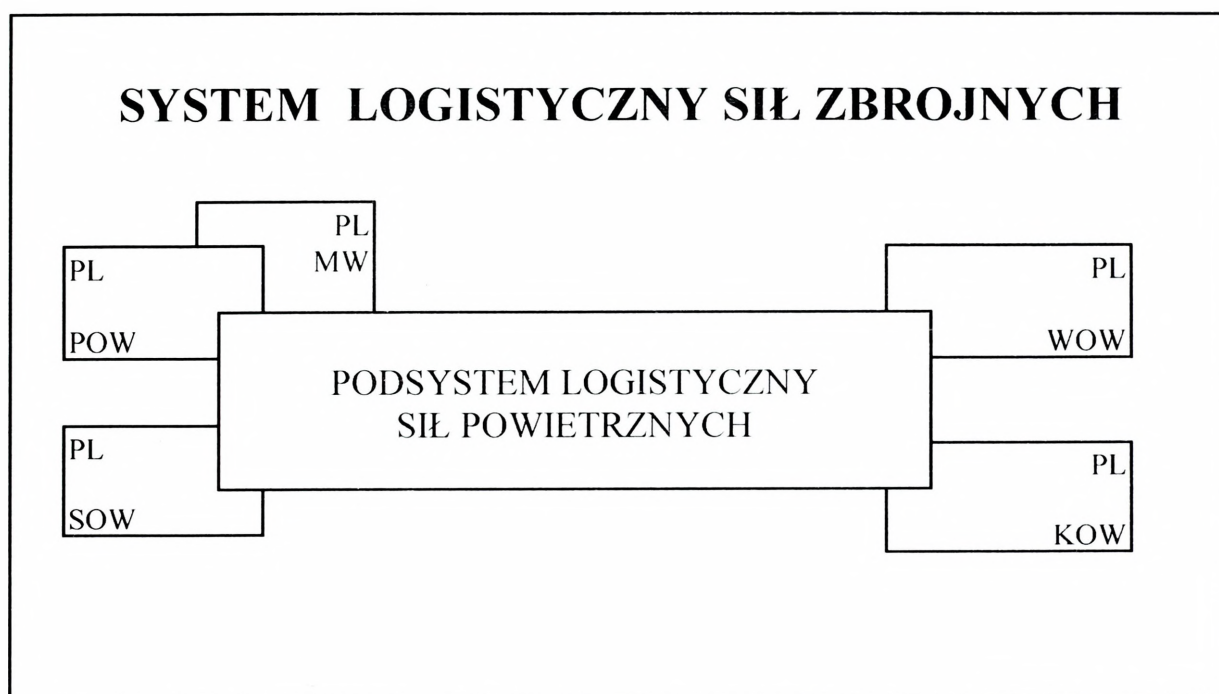 SYSTEM LOGISTYCZNY SIŁ ZBROJNYCH
PL
MW
PL
POW
PL
WOW
PODSYSTEM LOGISTYCZNY
SIŁ POWIETRZNYCH
PL
SOW
PL
KOW